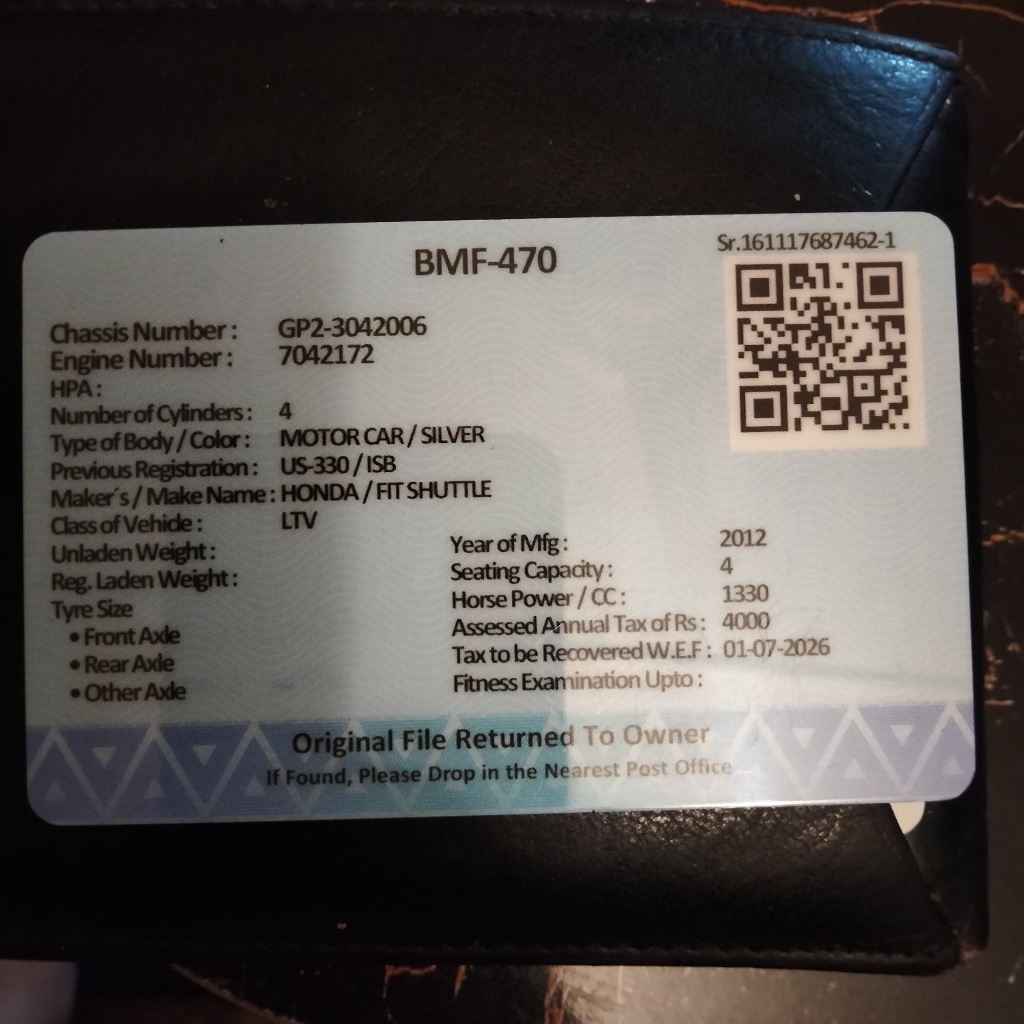 BMF-470
Sr.161117687462-1
Chassis Number : GP2-3042006
Engine Number : 7042172
HPA :
Number of Cylinders : 4
Type of Body / Color : MOTOR CAR / SILVER
Previous Registration : US-330 / ISB
Maker's / Make Name : HONDA / FIT SHUTTLE
Class of Vehicle : LTV
Unladen Weight :
Reg. Laden Weight :
Tyre Size
• Front Axle
• Rear Axle
• Other Axle
Year of Mfg : 2012
Seating Capacity : 4
Horse Power / CC : 1330
Assessed Annual Tax of Rs : 4000
Tax to be Recovered W.E.F : 01-07-2026
Fitness Examination Upto :
Original File Returned To Owner
If Found, Please Drop in the Nearest Post Office